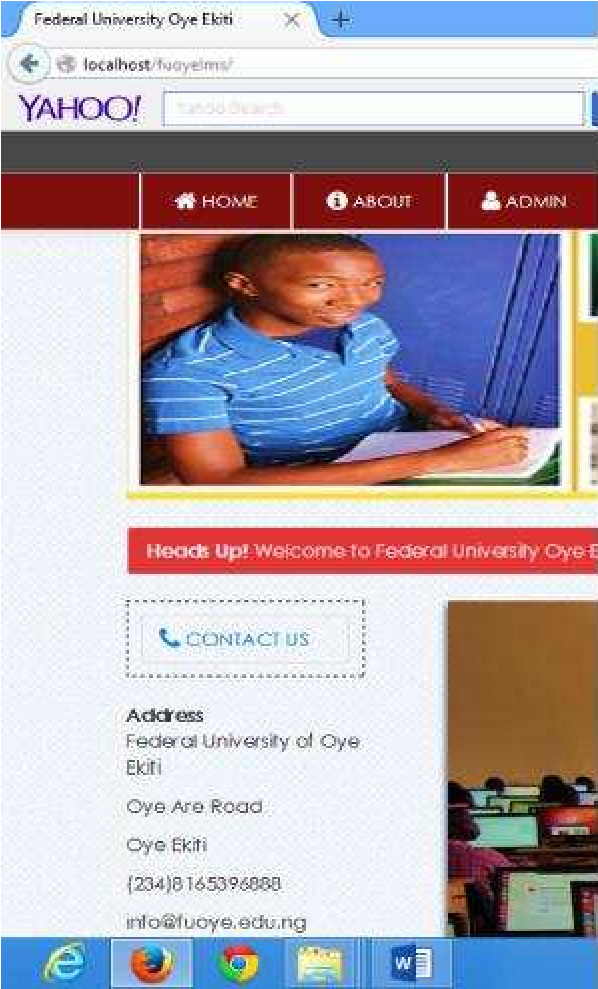 Federal University Oye Ekiti
localhost/fuoyelms/
YAHOO!
Yahoo Search
HOME
ABOUT
ADMIN
Heads Up! Welcome to Federal University Oye E
CONTACT US
Address
Federal University of Oye
Ekiti
Oye Are Road
Oye Ekiti
(234)8165396888
info@fuoye.edu.ng